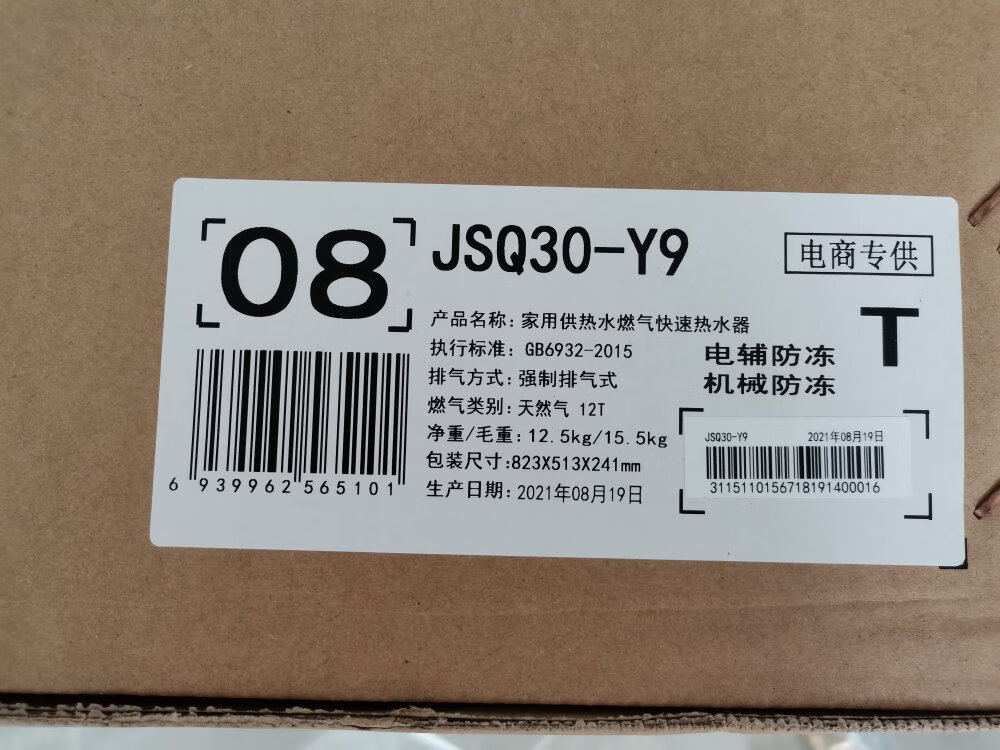 08
JSQ30-Y9
电商专供
T
产品名称：家用供热水燃气快速热水器
执行标准：GB6932-2015
排气方式：强制排气式
燃气类别：天然气 12T
净重/毛重：12.5kg/15.5kg
包装尺寸：823X513X241mm
生产日期：2021年08月19日
电辅防冻
机械防冻
JSQ30-Y9 2021年08月19日
3115110156718191400016
6 939962 565101